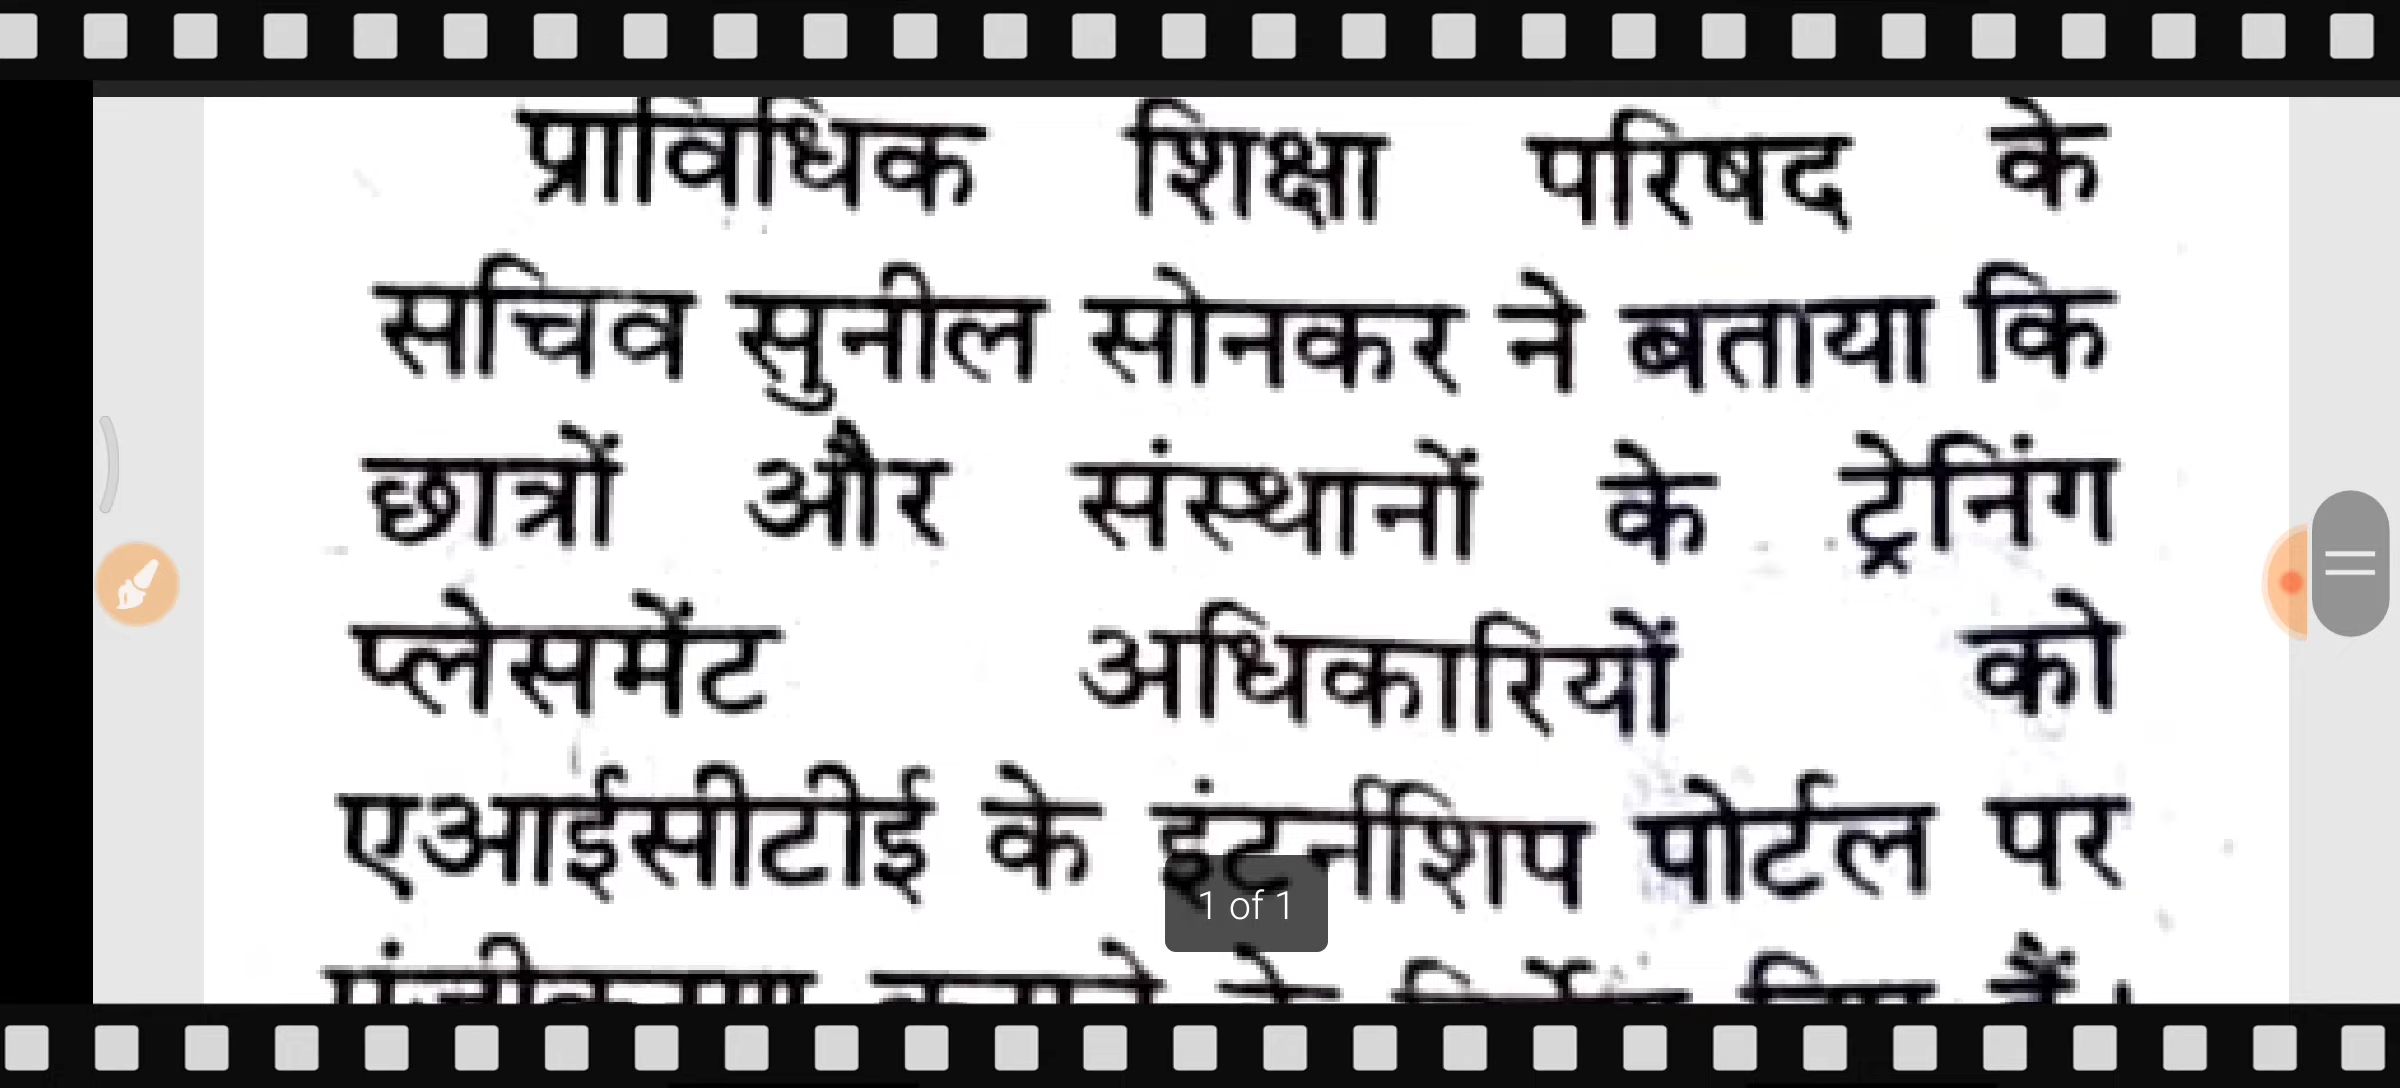 प्राविधिक शिक्षा परिषद के
सचिव सुनील सोनकर ने बताया कि
छात्रों और संस्थानों के ट्रेनिंग
प्लेसमेंट अधिकारियों को
एआईसीटीई के इंटर्नशिप पोर्टल पर
1 of 1